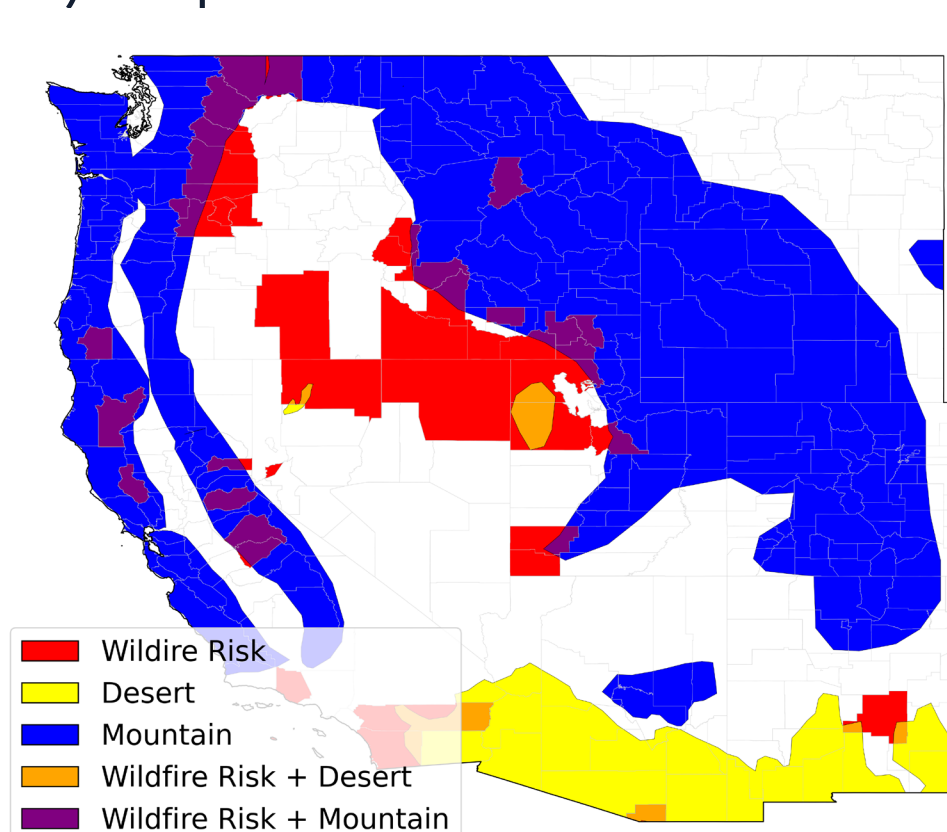 Wildire Risk
Desert
Mountain
Wildfire Risk + Desert
Wildfire Risk + Mountain